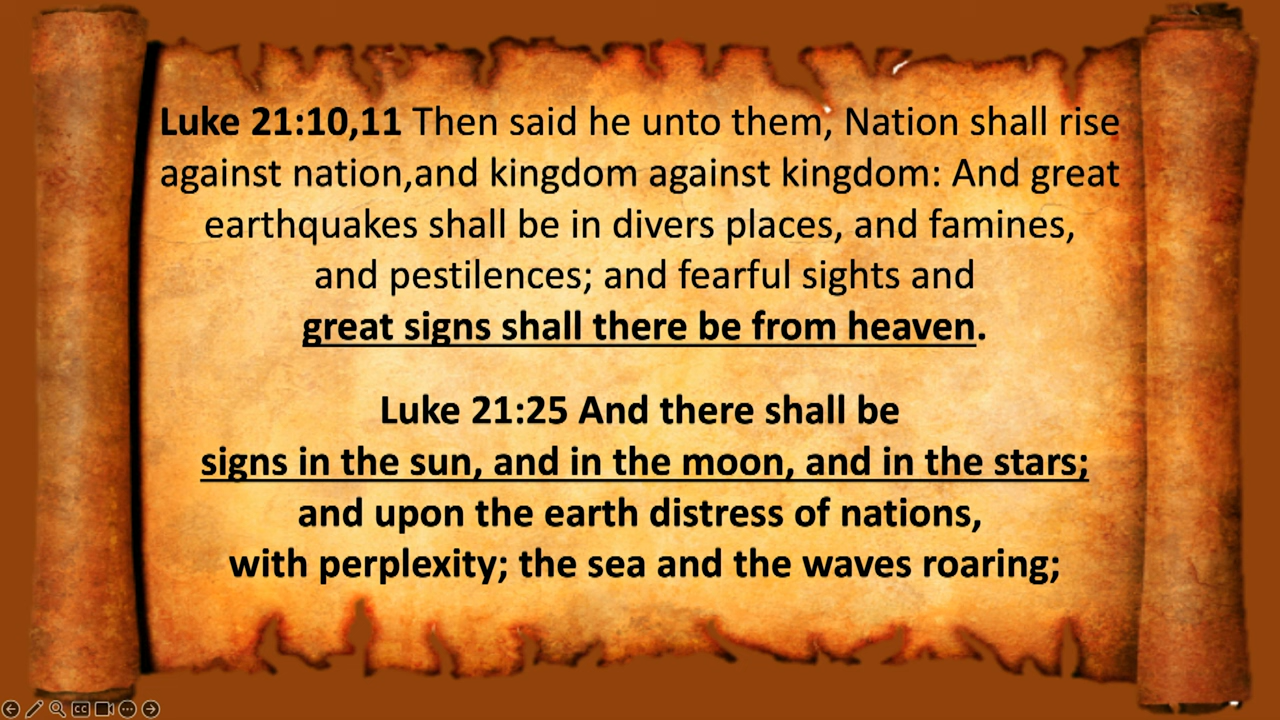 Luke 21:10,11 Then said he unto them, Nation shall rise
against nation,and kingdom against kingdom: And great
earthquakes shall be in divers places, and famines,
and pestilences; and fearful sights and
great signs shall there be from heaven.
Luke 21:25 And there shall be
signs in the sun, and in the moon, and in the stars;
and upon the earth distress of nations,
with perplexity; the sea and the waves roaring;
CC